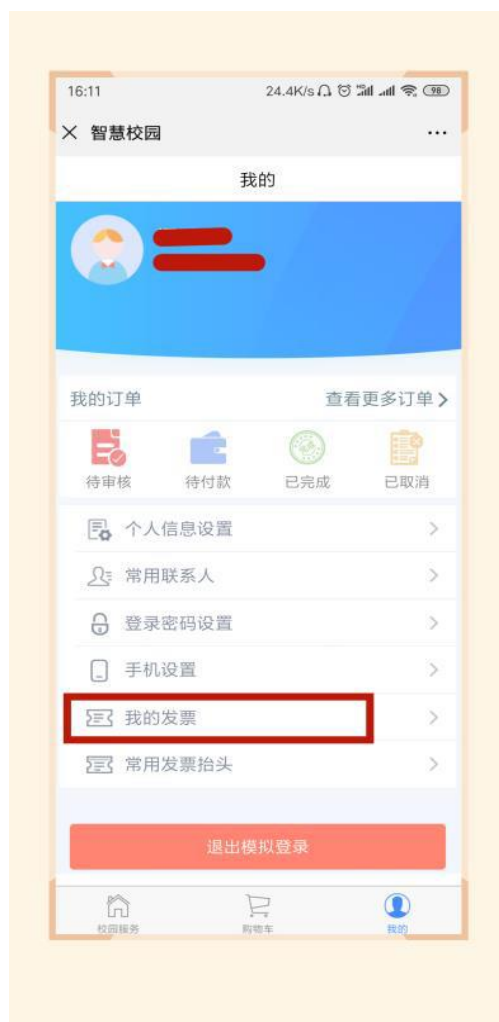 16:11 24.4K/s 98
智慧校园
我的
我的订单 查看更多订单
待审核 待付款 已完成 已取消
个人信息设置
常用联系人
登录密码设置
手机设置
我的发票
常用发票抬头
退出模拟登录
校园服务 购物车 我的